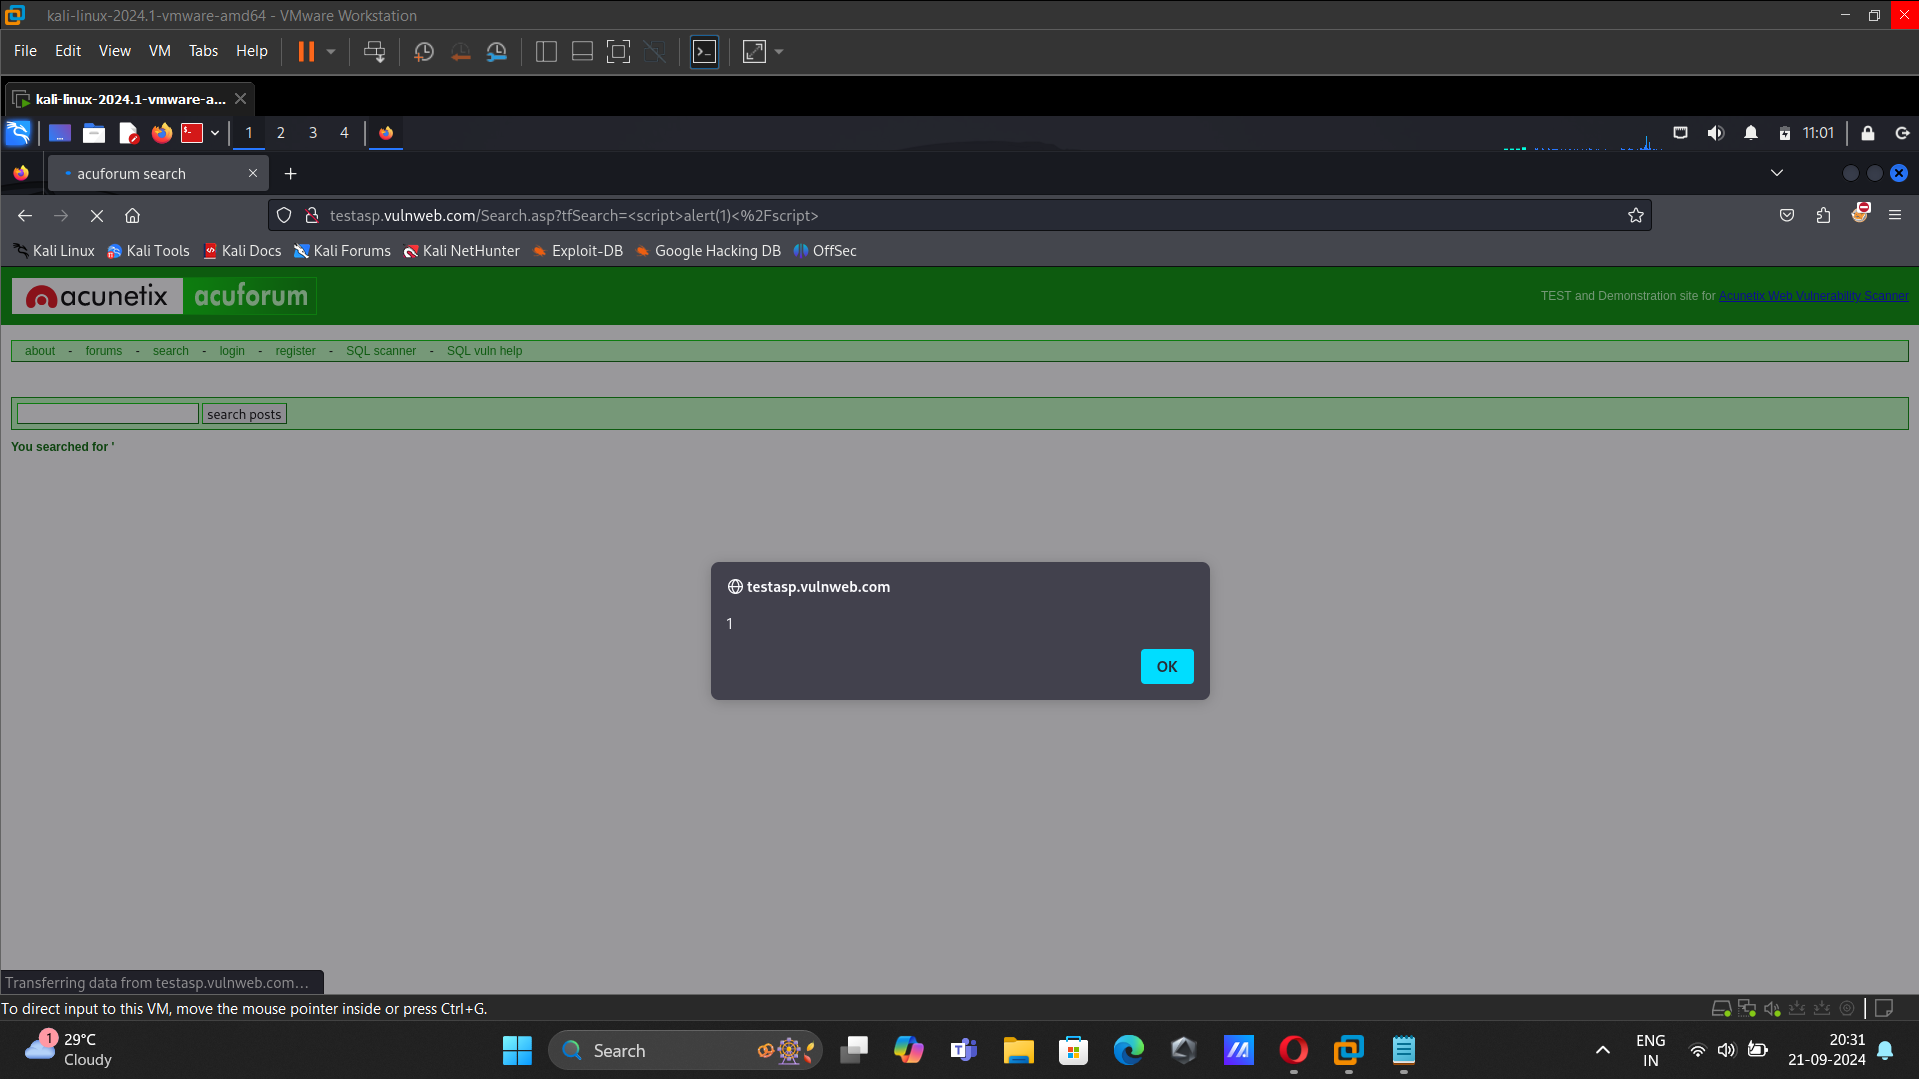 kali-linux-2024.1-vmware-amd64 - VMware Workstation
File Edit View VM Tabs Help
kali-linux-2024.1-vmware-a...
1 2 3 4 11:01
acuforum search
testasp.vulnweb.com/Search.asp?tfSearch=<script>alert(1)<%2Fscript>
Kali Linux Kali Tools Kali Docs Kali Forums Kali NetHunter Exploit-DB Google Hacking DB OffSec
acunetix acuforum
TEST and Demonstration site for Acunetix Web Vulnerability Scanner
about - forums - search - login - register - SQL scanner - SQL vuln help
search posts
You searched for '
testasp.vulnweb.com
1
OK
Transferring data from testasp.vulnweb.com…
To direct input to this VM, move the mouse pointer inside or press Ctrl+G.
1
29°C
Cloudy
Search
ENG
IN
20:31
21-09-2024